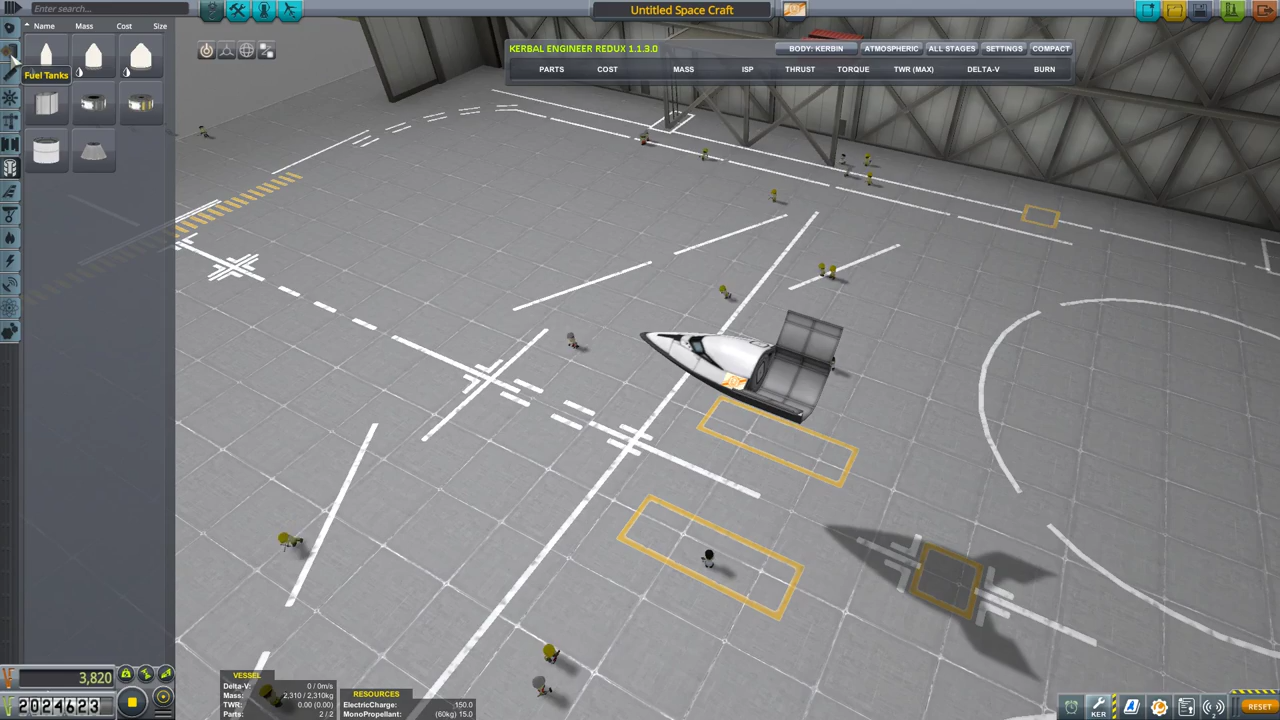 Enter search...
Untitled Space Craft
Name Mass Cost Size
Fuel Tanks
KERBAL ENGINEER REDUX 1.1.3.0 BODY: KERBIN ATMOSPHERIC ALL STAGES SETTINGS COMPACT
PARTS COST MASS ISP THRUST TORQUE TWR (MAX) DELTA-V BURN
3,820
2024623
VESSEL
Delta-V: 0 / 0m/s
Mass: 2,310 / 2,310kg
TWR: 0.00 (0.00)
Parts: 2 / 2
RESOURCES
ElectricCharge: 150.0
MonoPropellant: (60kg) 15.0
KER
RESET